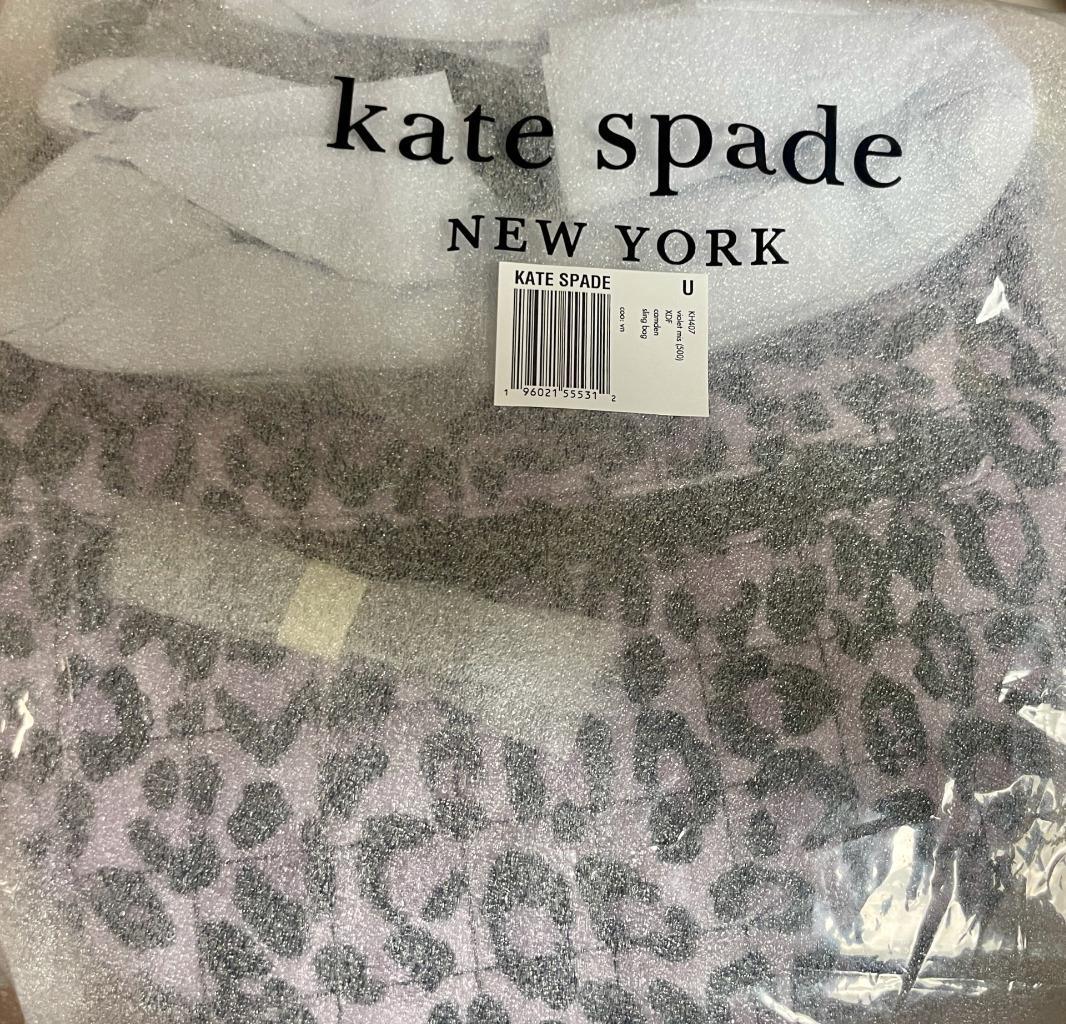 kate spade
NEW YORK
KATE SPADE U
KH407
violet mis (500)
XDF
camden
sling bag
coo: vn
1 96021 55531 2